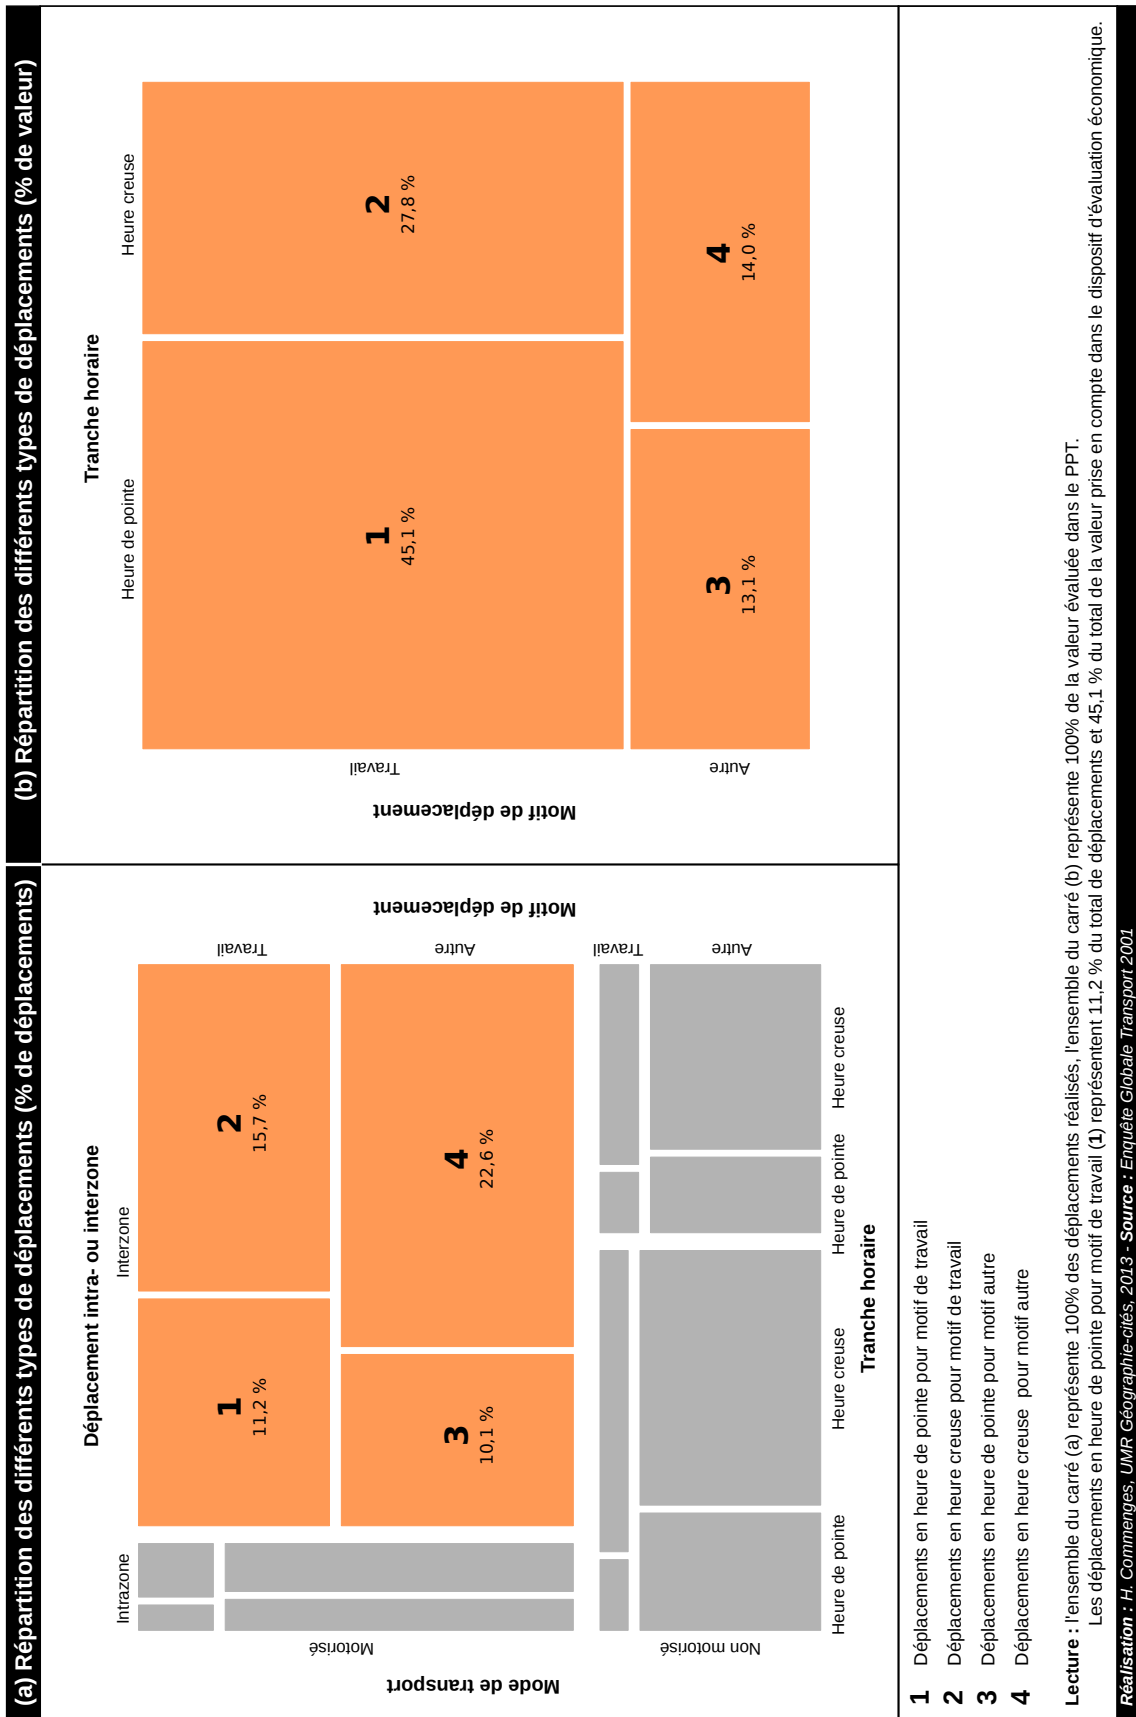 (a) Répartition des différents types de déplacements (% de déplacements)
Déplacement intra- ou interzone
Intrazone
Interzone
Mode de transport
Motorisé
Non motorisé
1
11,2 %
2
15,7 %
3
10,1 %
4
22,6 %
Travail
Autre
Travail
Autre
Motif de déplacement
Heure de pointe
Heure creuse
Heure de pointe
Heure creuse
Tranche horaire
(b) Répartition des différents types de déplacements (% de valeur)
Tranche horaire
Heure de pointe
Heure creuse
Motif de déplacement
Travail
Autre
1
45,1 %
2
27,8 %
3
13,1 %
4
14,0 %
1 Déplacements en heure de pointe pour motif de travail
2 Déplacements en heure creuse pour motif de travail
3 Déplacements en heure de pointe pour motif autre
4 Déplacements en heure creuse pour motif autre
Lecture : l'ensemble du carré (a) représente 100% des déplacements réalisés, l'ensemble du carré (b) représente 100% de la valeur évaluée dans le PPT.
Les déplacements en heure de pointe pour motif de travail (1) représentent 11,2 % du total de déplacements et 45,1 % du total de la valeur prise en compte dans le dispositif d'évaluation économique.
Réalisation : H. Commenges, UMR Géographie-cités, 2013 - Source : Enquête Globale Transport 2001